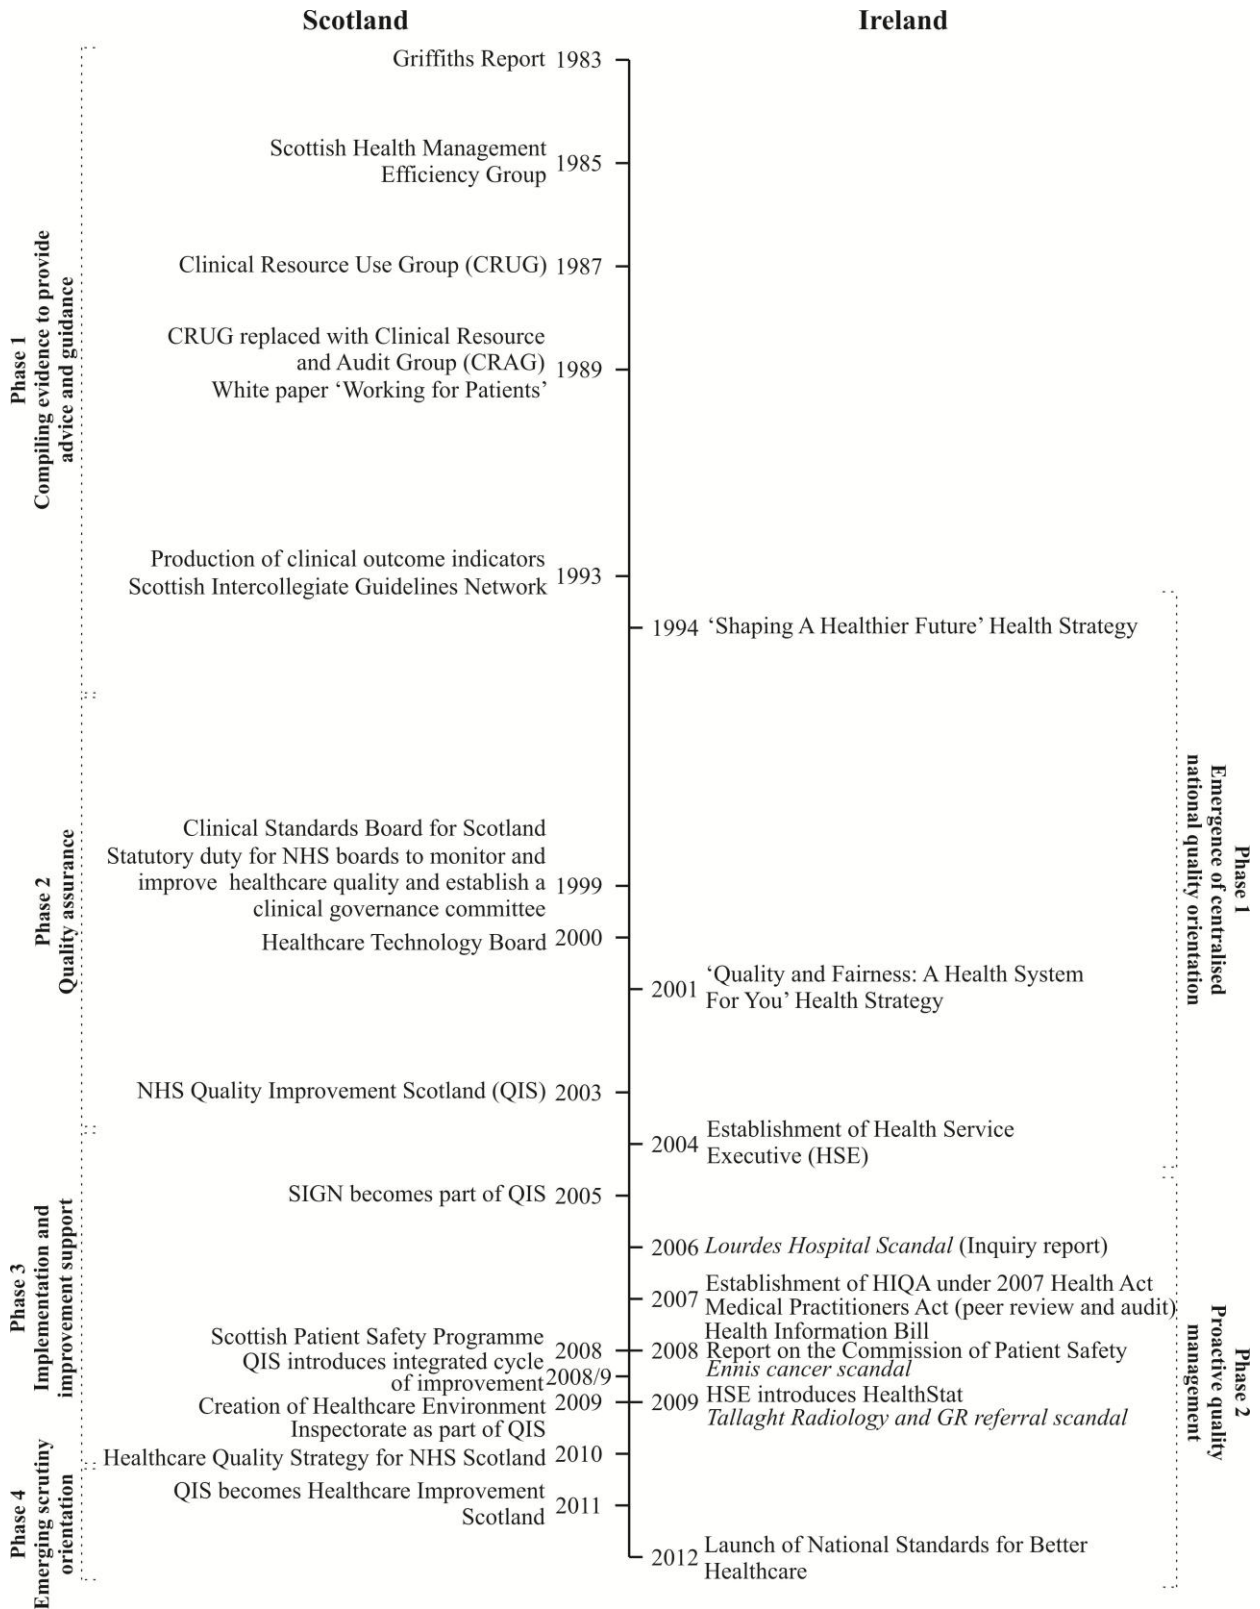 Scotland
Ireland
Griffiths Report 1983
Scottish Health Management
Efficiency Group
1985
Clinical Resource Use Group (CRUG) 1987
CRUG replaced with Clinical Resource
and Audit Group (CRAG)
1989
White paper ‘Working for Patients’
Phase 1
Compiling evidence to provide
advice and guidance
Production of clinical outcome indicators
1993
Scottish Intercollegiate Guidelines Network
1994 ‘Shaping A Healthier Future’ Health Strategy
Clinical Standards Board for Scotland
Statutory duty for NHS boards to monitor and
improve healthcare quality and establish a
1999
clinical governance committee
Healthcare Technology Board 2000
Phase 2
Quality assurance
‘Quality and Fairness: A Health System
2001
For You’ Health Strategy
Phase 1
Emergence of centralised
national quality orientation
NHS Quality Improvement Scotland (QIS) 2003
Establishment of Health Service
2004
Executive (HSE)
SIGN becomes part of QIS 2005
2006 Lourdes Hospital Scandal (Inquiry report)
Establishment of HIQA under 2007 Health Act
2007
Medical Practitioners Act (peer review and audit)
Health Information Bill
Scottish Patient Safety Programme
2008
2008 Report on the Commission of Patient Safety
Ennis cancer scandal
QIS introduces integrated cycle
of improvement
2008/9
Creation of Healthcare Environment
2009
Inspectorate as part of QIS
2009
HSE introduces HealthStat
Tallaght Radiology and GR referral scandal
Phase 3
Implementation and
improvement support
Healthcare Quality Strategy for NHS Scotland 2010
QIS becomes Healthcare Improvement
Scotland
2011
Phase 4
Emerging scrutiny
orientation
2012
Launch of National Standards for Better
Healthcare
Phase 2
Proactive quality
management